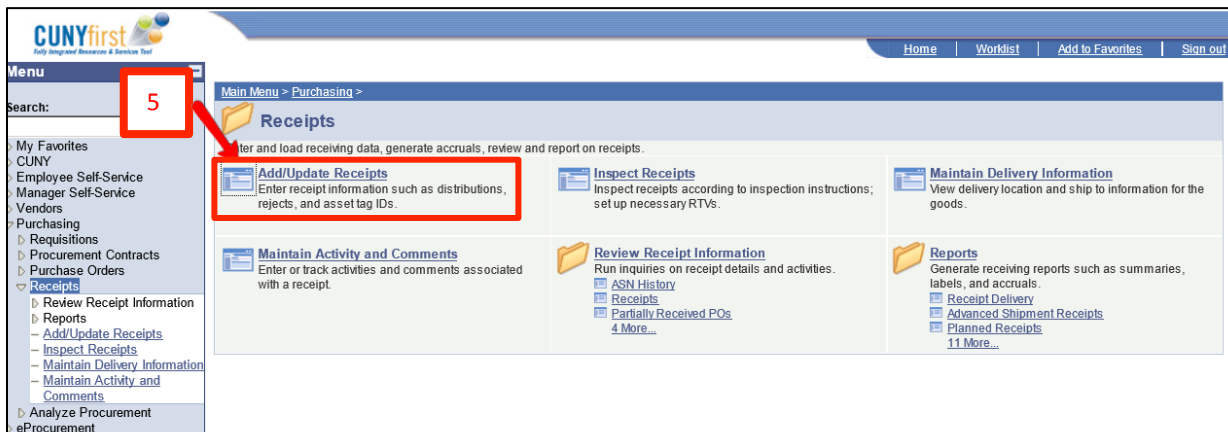 CUNYfirst
Fully Integrated Resources & Services Tool
Home | Worklist | Add to Favorites | Sign out
Menu
Search:
5
My Favorites
CUNY
Employee Self-Service
Manager Self-Service
Vendors
Purchasing
Requisitions
Procurement Contracts
Purchase Orders
Receipts
Review Receipt Information
Reports
– Add/Update Receipts
– Inspect Receipts
– Maintain Delivery Information
– Maintain Activity and
Comments
Analyze Procurement
eProcurement
Main Menu > Purchasing >
Receipts
ter and load receiving data, generate accruals, review and report on receipts.
Add/Update Receipts
Enter receipt information such as distributions,
rejects, and asset tag IDs.
Inspect Receipts
Inspect receipts according to inspection instructions;
set up necessary RTVs.
Maintain Delivery Information
View delivery location and ship to information for the
goods.
Maintain Activity and Comments
Enter or track activities and comments associated
with a receipt.
Review Receipt Information
Run inquiries on receipt details and activities.
ASN History
Receipts
Partially Received POs
4 More...
Reports
Generate receiving reports such as summaries,
labels, and accruals.
Receipt Delivery
Advanced Shipment Receipts
Planned Receipts
11 More...